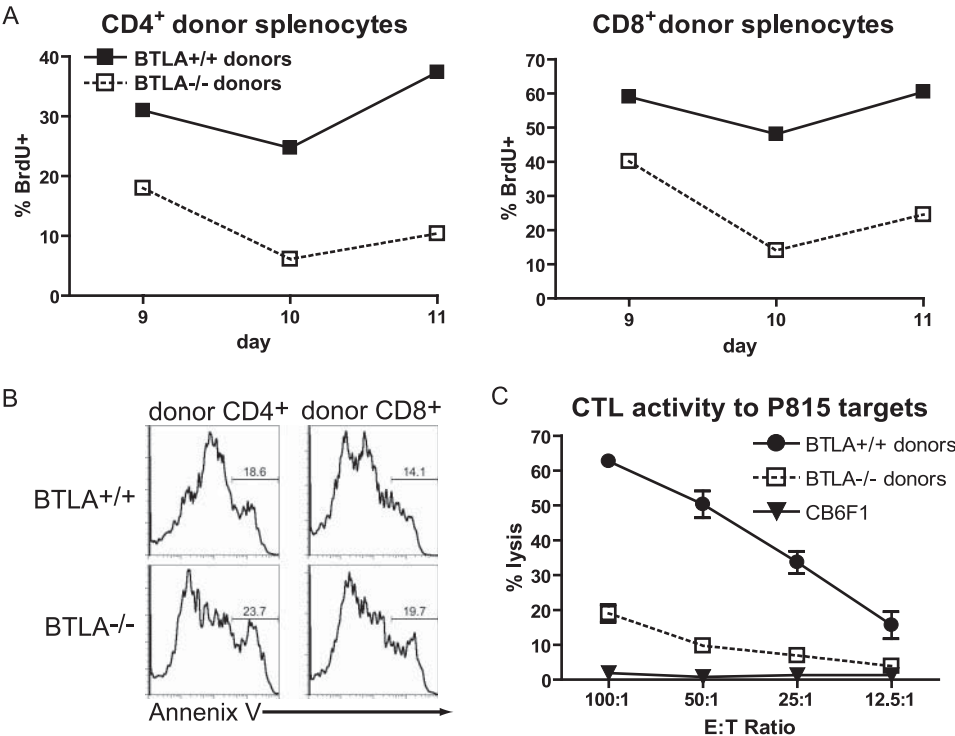 A
CD4+ donor splenocytes
40
30
20
10
0
% BrdU+
BTLA+/+ donors
BTLA-/- donors
9 10 11
day
CD8+ donor splenocytes
70
60
50
40
30
20
10
0
% BrdU+
9 10 11
day
B
donor CD4+ donor CD8+
BTLA+/+
18.6
14.1
BTLA-/-
23.7
19.7
Annenix V
C
CTL activity to P815 targets
70
60
50
40
30
20
10
0
% lysis
BTLA+/+ donors
BTLA-/- donors
CB6F1
100:1 50:1 25:1 12.5:1
E:T Ratio